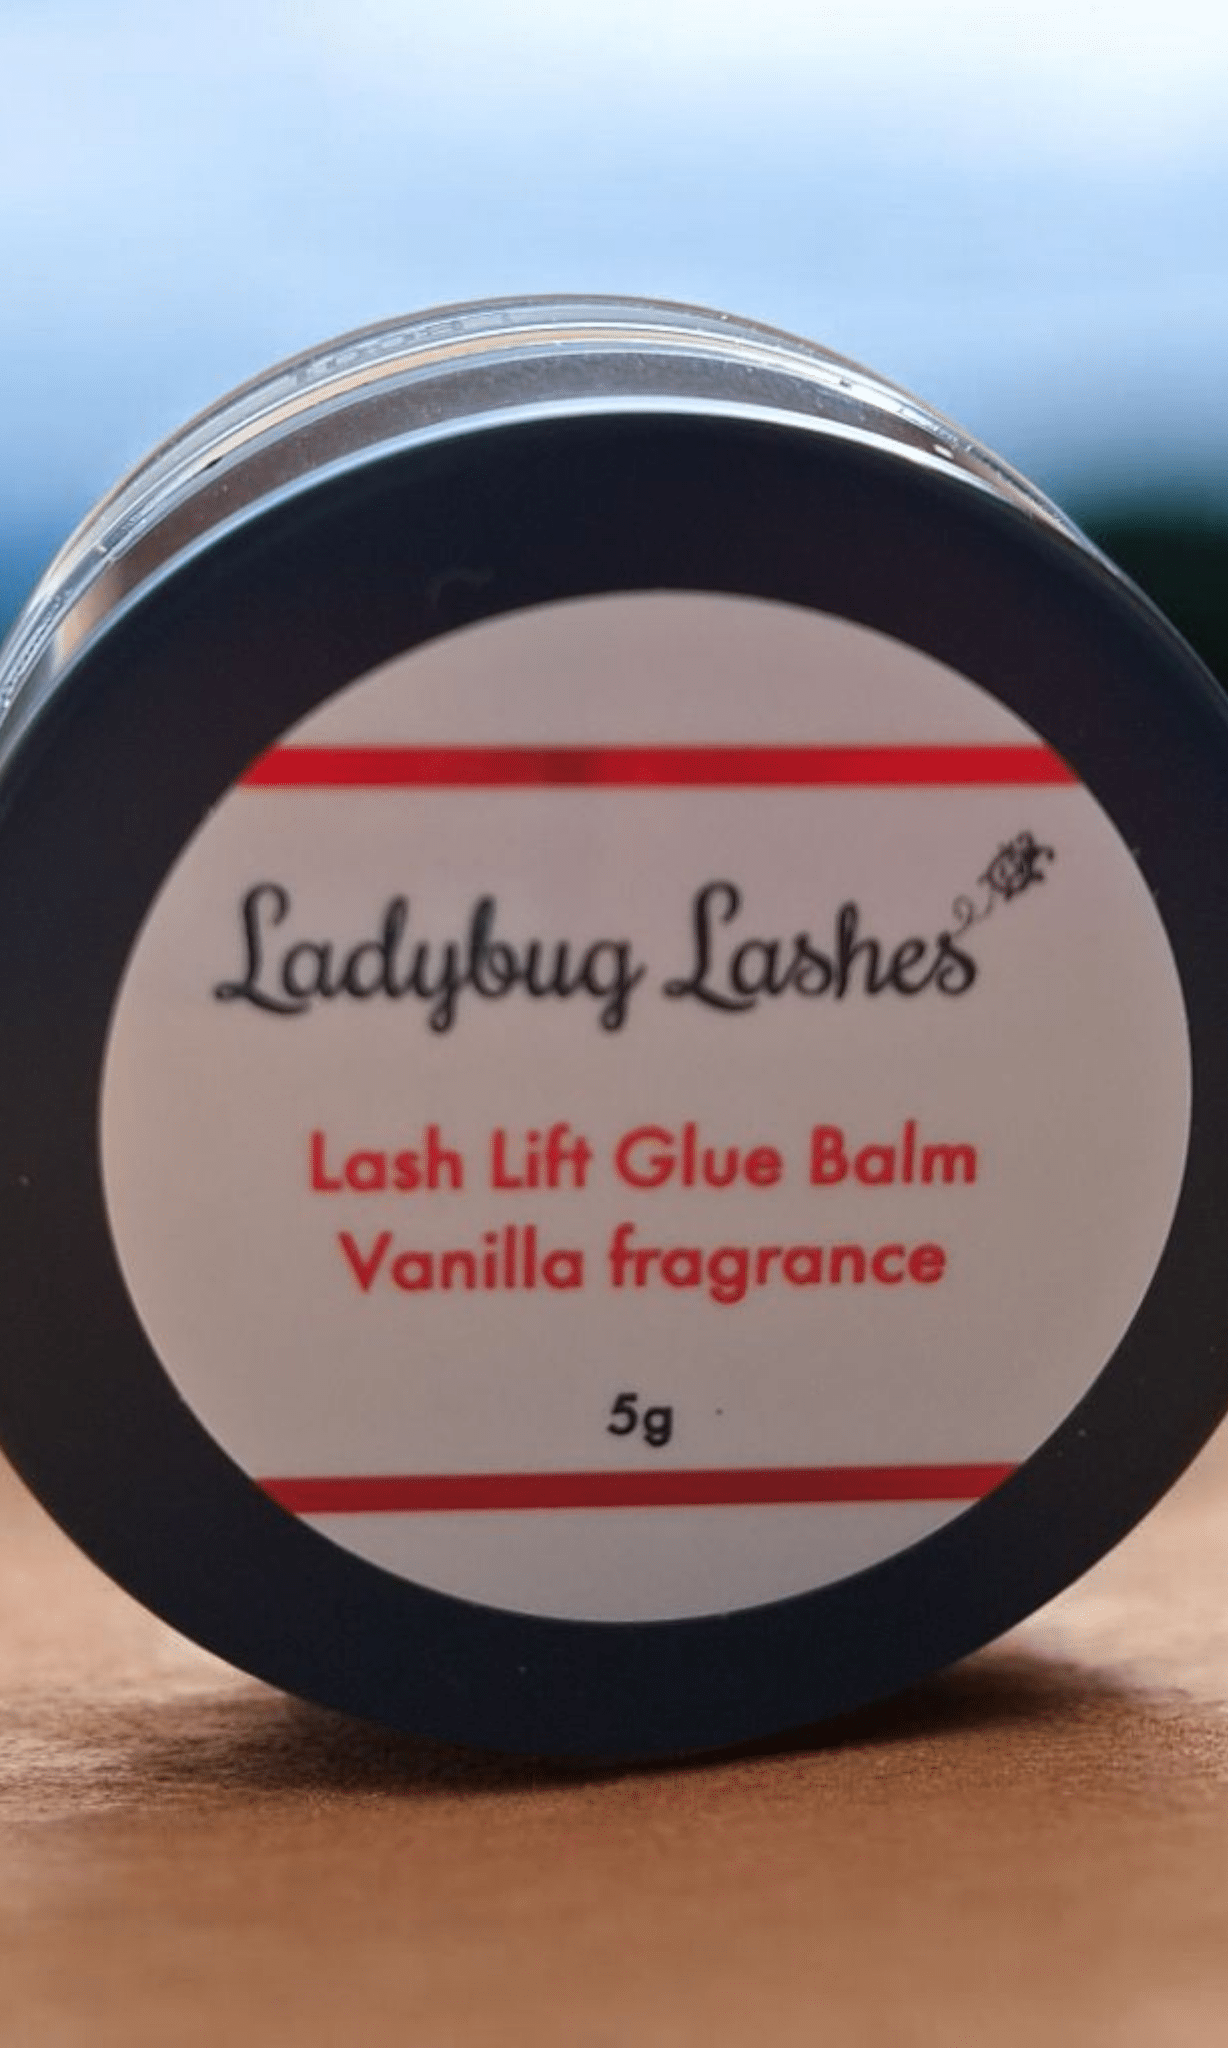 Ladybug Lashes
Lash Lift Glue Balm
Vanilla fragrance
5g